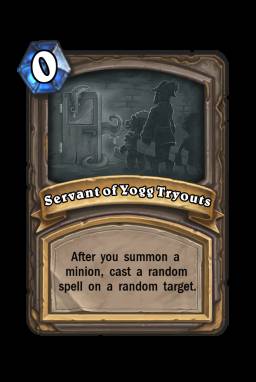 0
Servant of Yogg Tryouts
After you summon a
minion, cast a random
spell on a random target.